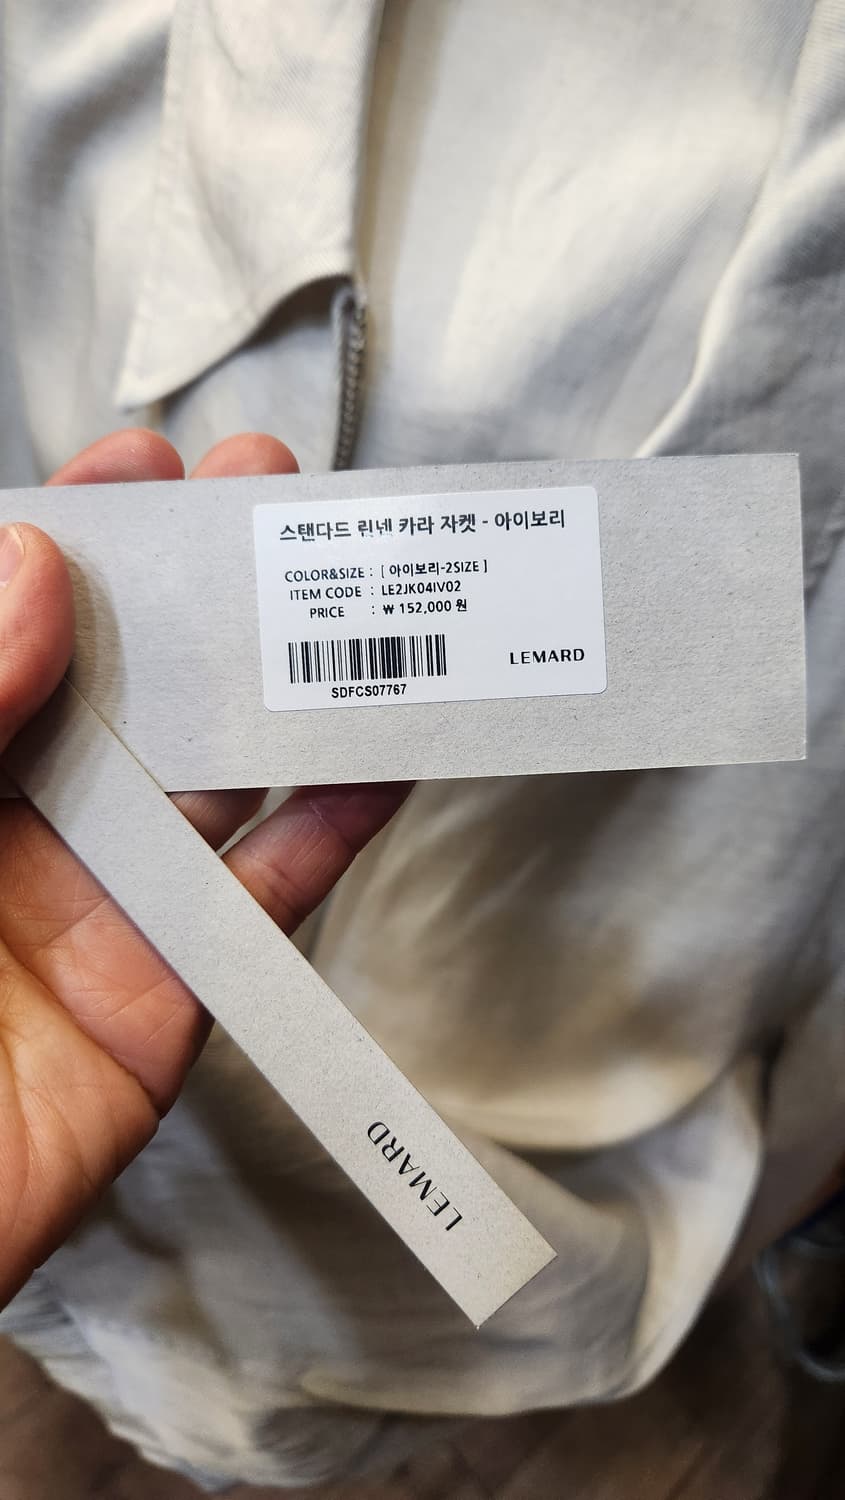 스탠다드 린넨 카라 자켓 - 아이보리
COLOR&SIZE : [ 아이보리-2SIZE ]
ITEM CODE : LE2JK04IV02
PRICE : ₩ 152,000 원
SDFCS07767
LEMARD
LEMARD